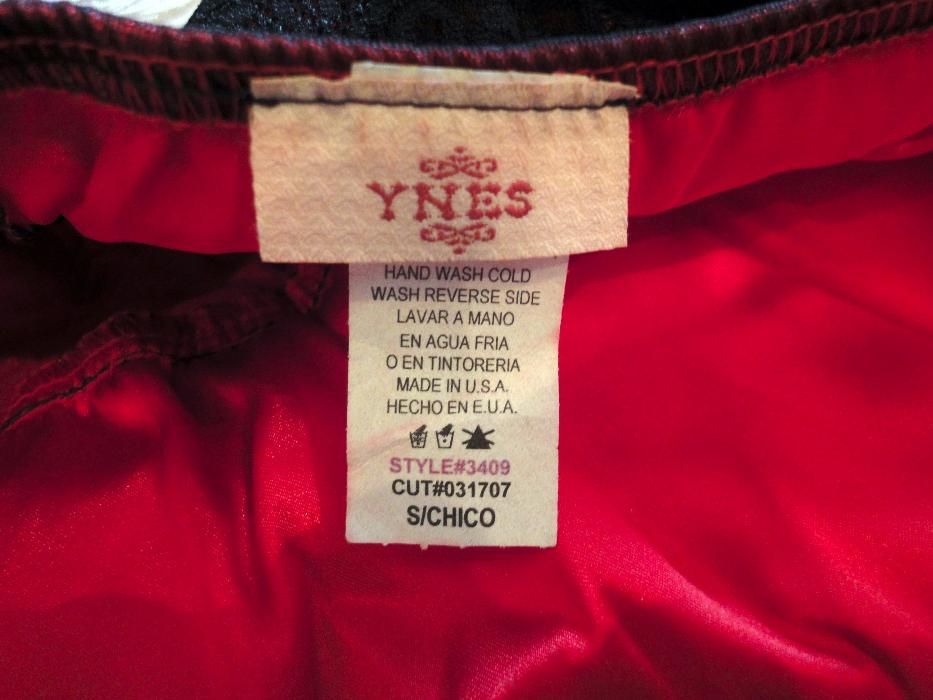 YNES
HAND WASH COLD
WASH REVERSE SIDE
LAVAR A MANO
EN AGUA FRIA
O EN TINTORERIA
MADE IN U.S.A.
HECHO EN E.U.A.
STYLE#3409
CUT#031707
S/CHICO